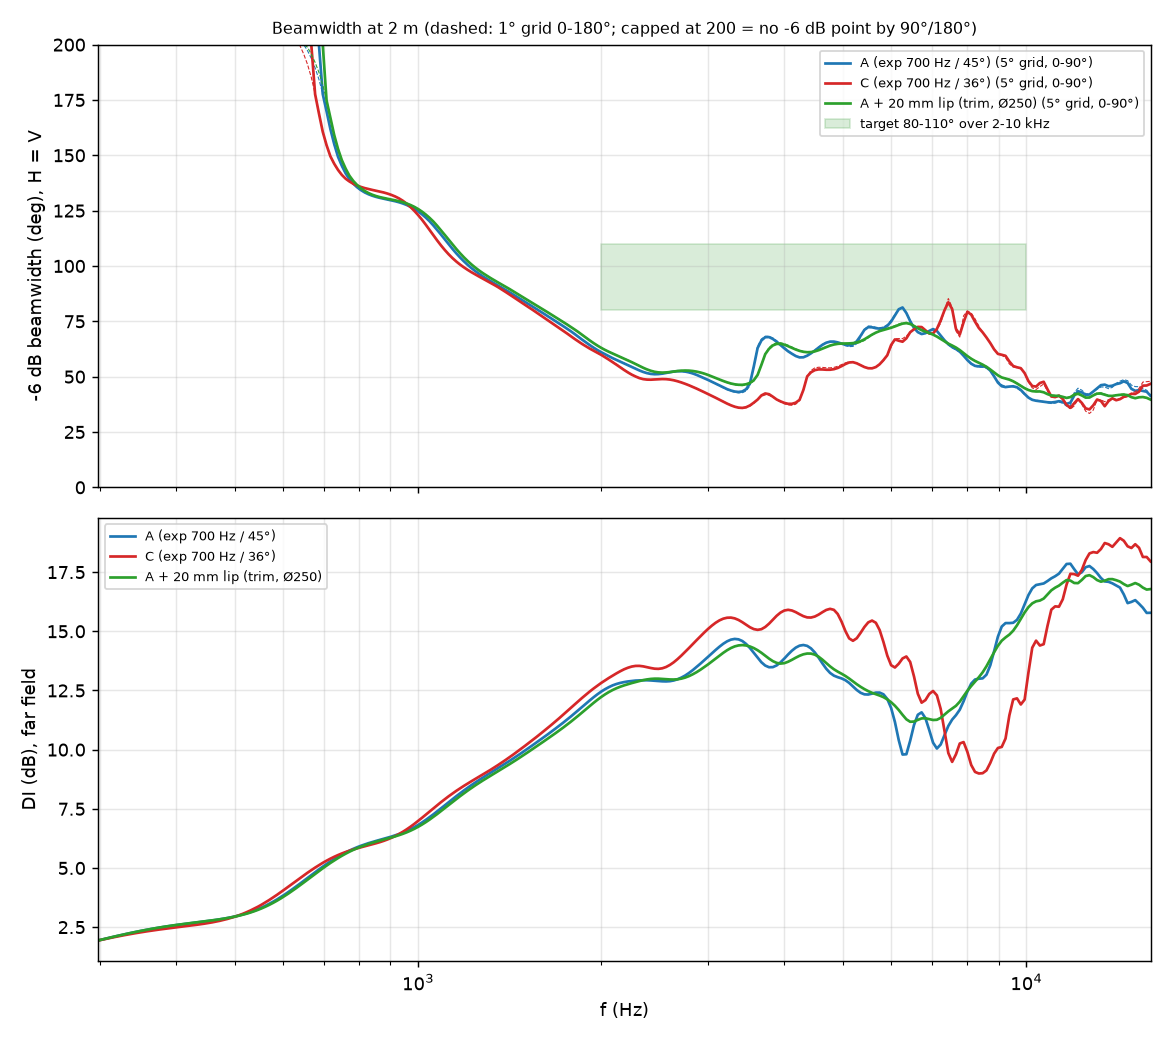 Beamwidth at 2 m (dashed: 1° grid 0-180°; capped at 200 = no -6 dB point by 90°/180°)
-6 dB beamwidth (deg), H = V
200
175
150
125
100
75
50
25
0
A (exp 700 Hz / 45°) (5° grid, 0-90°)
C (exp 700 Hz / 36°) (5° grid, 0-90°)
A + 20 mm lip (trim, Ø250) (5° grid, 0-90°)
target 80-110° over 2-10 kHz
DI (dB), far field
17.5
15.0
12.5
10.0
7.5
5.0
2.5
A (exp 700 Hz / 45°)
C (exp 700 Hz / 36°)
A + 20 mm lip (trim, Ø250)
10³
10⁴
f (Hz)